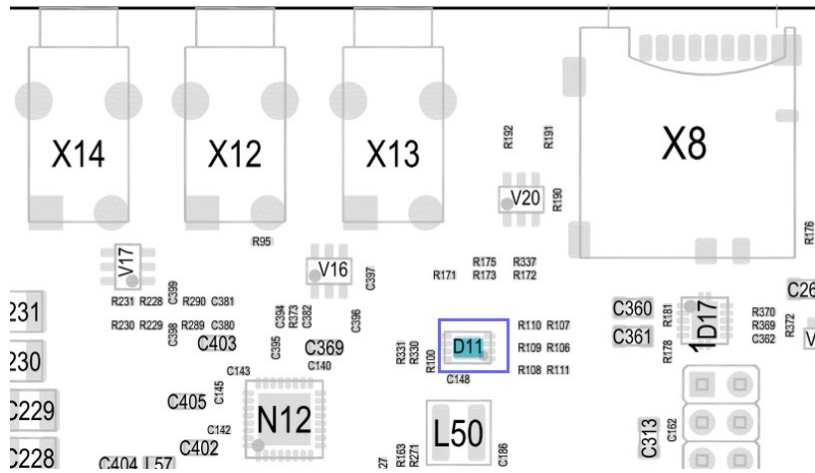 X14
X12
X13
X8
R192
R191
V20
R190
R176
R95
V17
V16
C397
R175
R337
R171
R173
R172
C399
R231
R228
R290
C381
C394
R373
C382
C396
C360
R181
D17
1
R370
R369
C362
R372
C26
231
R230
R229
C398
R289
C380
C403
C395
C369
C140
C143
R331
R330
R100
D11
C148
R110
R107
R109
R106
R108
R111
C361
R178
V
230
C145
C405
C142
N12
C402
C229
C228
C404
L57
L50
27
R163
R271
C186
C313
C162